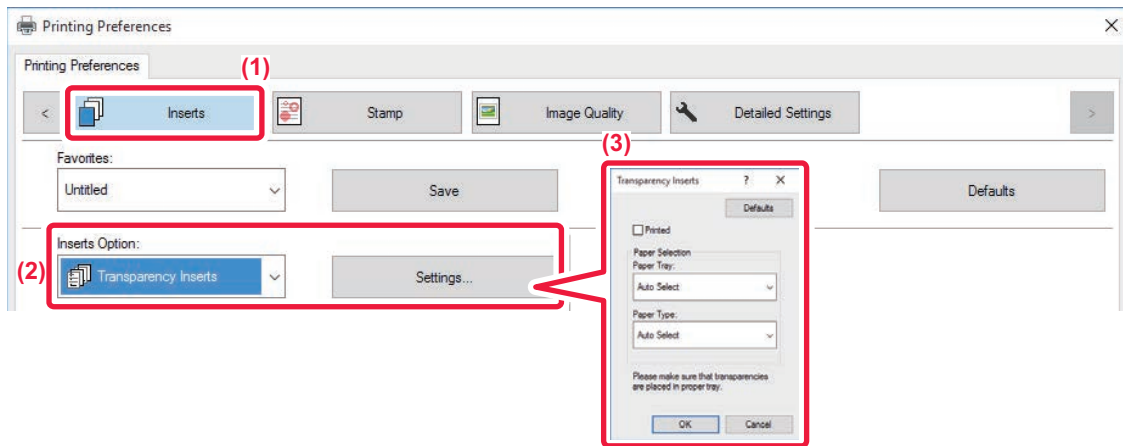 Printing Preferences
Printing Preferences
(1)
< Inserts Stamp Image Quality Detailed Settings >
(3)
Favorites:
Untitled Save Defaults
(2)
Inserts Option:
Transparency Inserts Settings...
Transparency Inserts ? X
Defaults
Printed
Paper Selection
Paper Tray:
Auto Select
Paper Type:
Auto Select
Please make sure that transparencies
are placed in proper tray.
OK Cancel